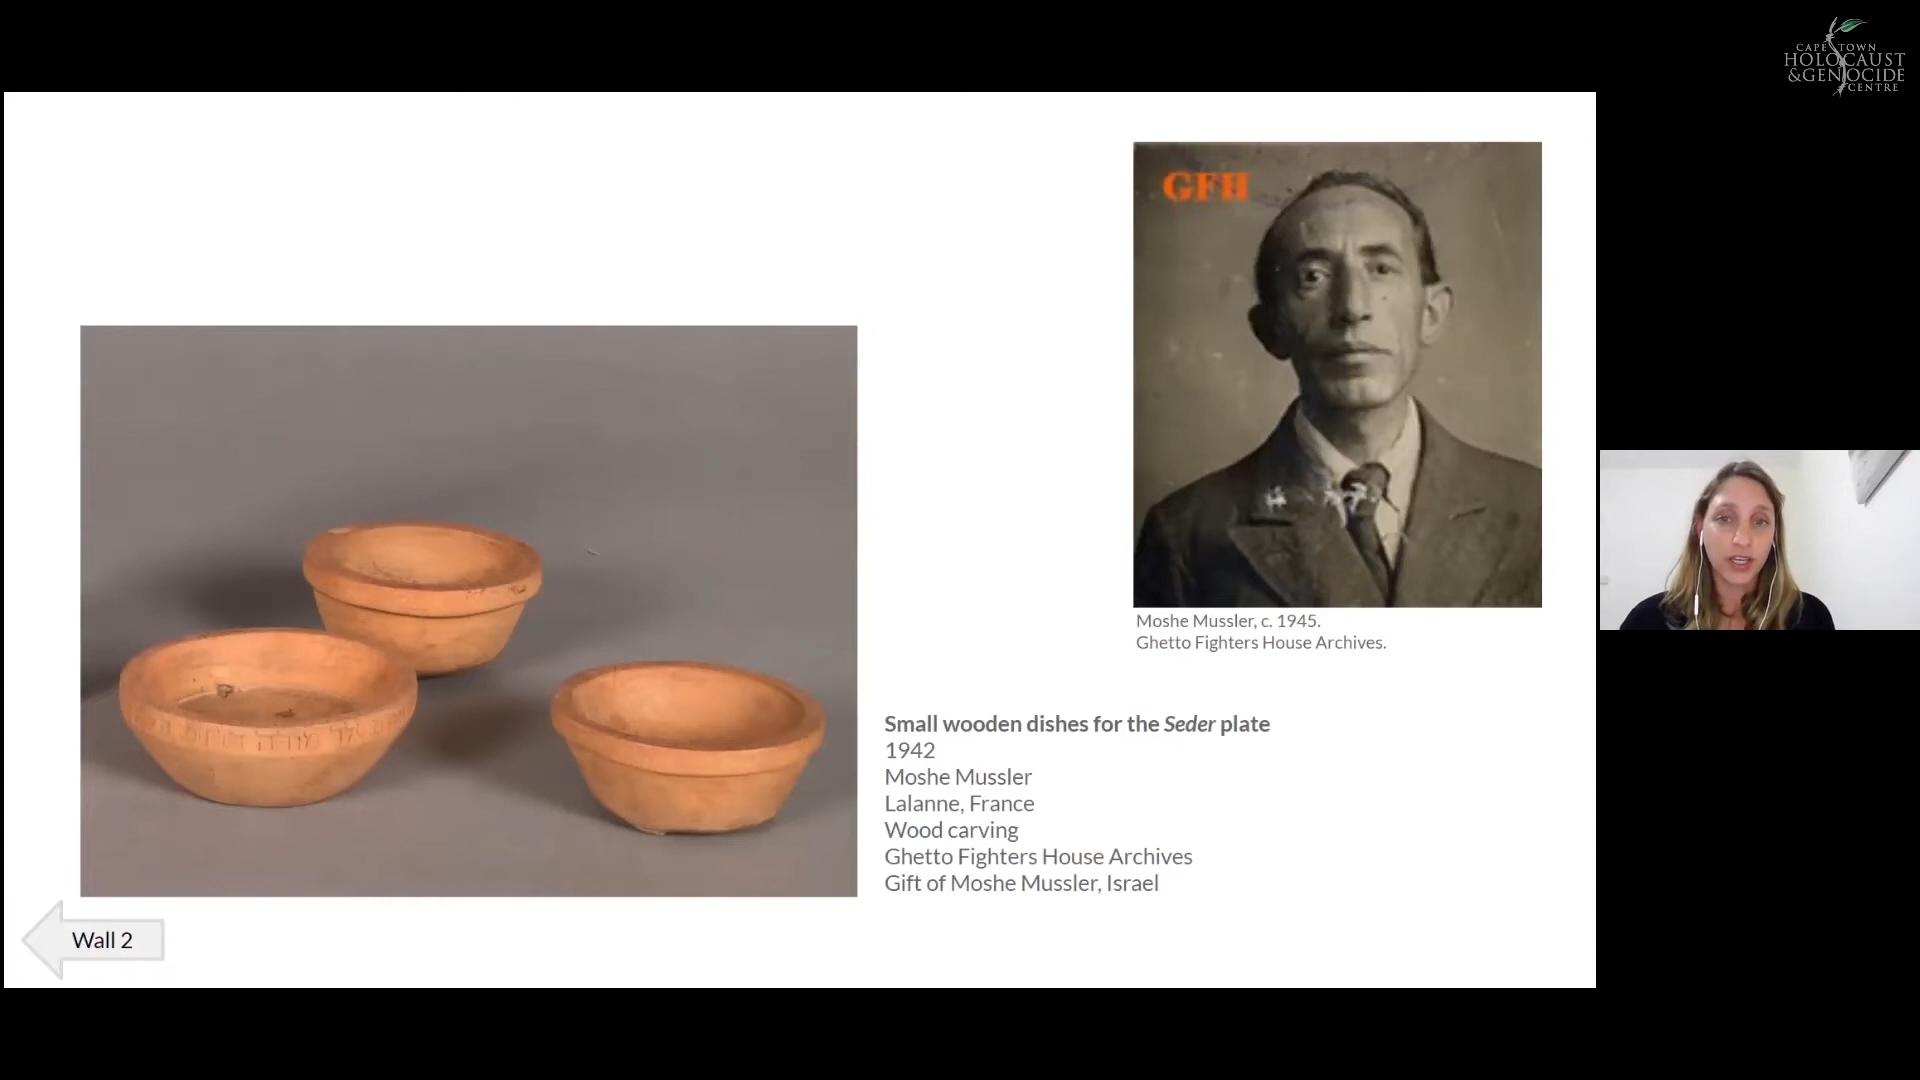 CAPE TOWN
HOLOCAUST
& GENOCIDE
CENTRE
GFH
Moshe Mussler, c. 1945.
Ghetto Fighters House Archives.
Small wooden dishes for the Seder plate
1942
Moshe Mussler
Lalanne, France
Wood carving
Ghetto Fighters House Archives
Gift of Moshe Mussler, Israel
Wall 2